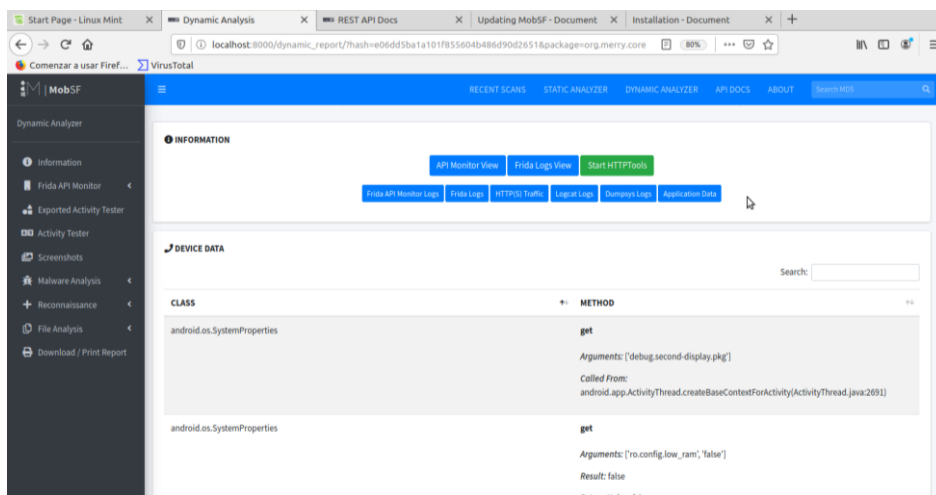 Start Page - Linux Mint
Dynamic Analysis
REST API Docs
Updating MobSF - Document
Installation - Document
localhost:8000/dynamic_report/?hash=e06dd5ba1a101f855604b486d90d2651&package=org.merry.core
80%
Comenzar a usar Firef...
VirusTotal
MobSF
RECENT SCANS
STATIC ANALYZER
DYNAMIC ANALYZER
API DOCS
ABOUT
Search MD5
Dynamic Analyzer
Information
Frida API Monitor
Exported Activity Tester
Activity Tester
Screenshots
Malware Analysis
Reconnaissance
File Analysis
Download / Print Report
INFORMATION
API Monitor View
Frida Logs View
Start HTTPTools
Frida API Monitor Logs
Frida Logs
HTTP(S) Traffic
Logcat Logs
Dumpsys Logs
Application Data
DEVICE DATA
Search:
CLASS
METHOD
android.os.SystemProperties
get
Arguments: ['debug.second-display.pkg']
Called From:
android.app.ActivityThread.createBaseContextForActivity(ActivityThread.java:2691)
android.os.SystemProperties
get
Arguments: ['ro.config.low_ram', 'false']
Result: false